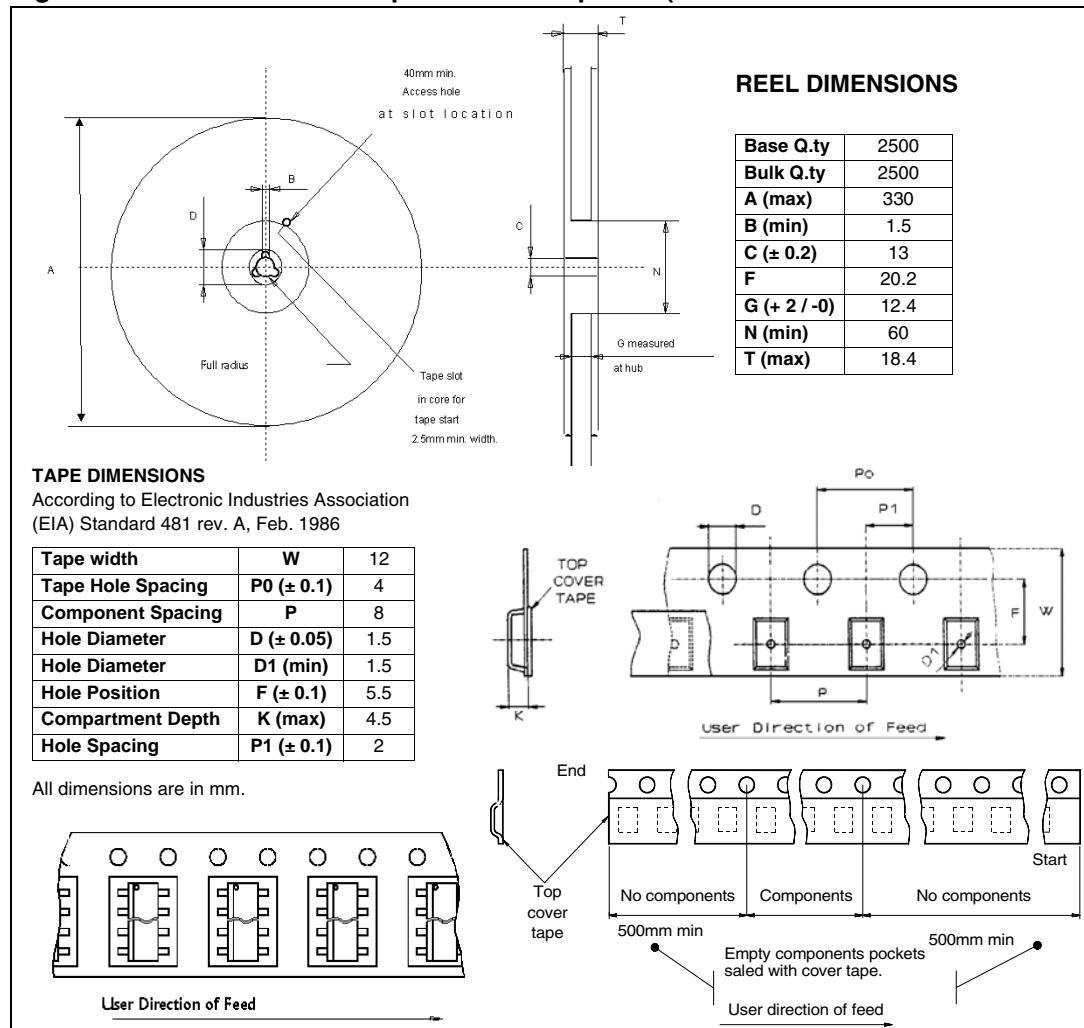 T
40mm min.
Access hole
at slot location
REEL DIMENSIONS
Base Q.ty 2500
Bulk Q.ty 2500
A (max) 330
B (min) 1.5
C (± 0.2) 13
F 20.2
G (+ 2 / -0) 12.4
N (min) 60
T (max) 18.4
B
D
C
A
N
G measured
at hub
Full radius
Tape slot
in core for
tape start
2.5mm min. width.
TAPE DIMENSIONS
According to Electronic Industries Association
(EIA) Standard 481 rev. A, Feb. 1986
Tape width W 12
Tape Hole Spacing P0 (± 0.1) 4
Component Spacing P 8
Hole Diameter D (± 0.05) 1.5
Hole Diameter D1 (min) 1.5
Hole Position F (± 0.1) 5.5
Compartment Depth K (max) 4.5
Hole Spacing P1 (± 0.1) 2
All dimensions are in mm.
Po
D
P1
TOP
COVER
TAPE
F
W
D1
K
P
User Direction of Feed
End
Start
Top
cover
tape
No components
Components
No components
500mm min
500mm min
Empty components pockets
saled with cover tape.
User direction of feed
User Direction of Feed